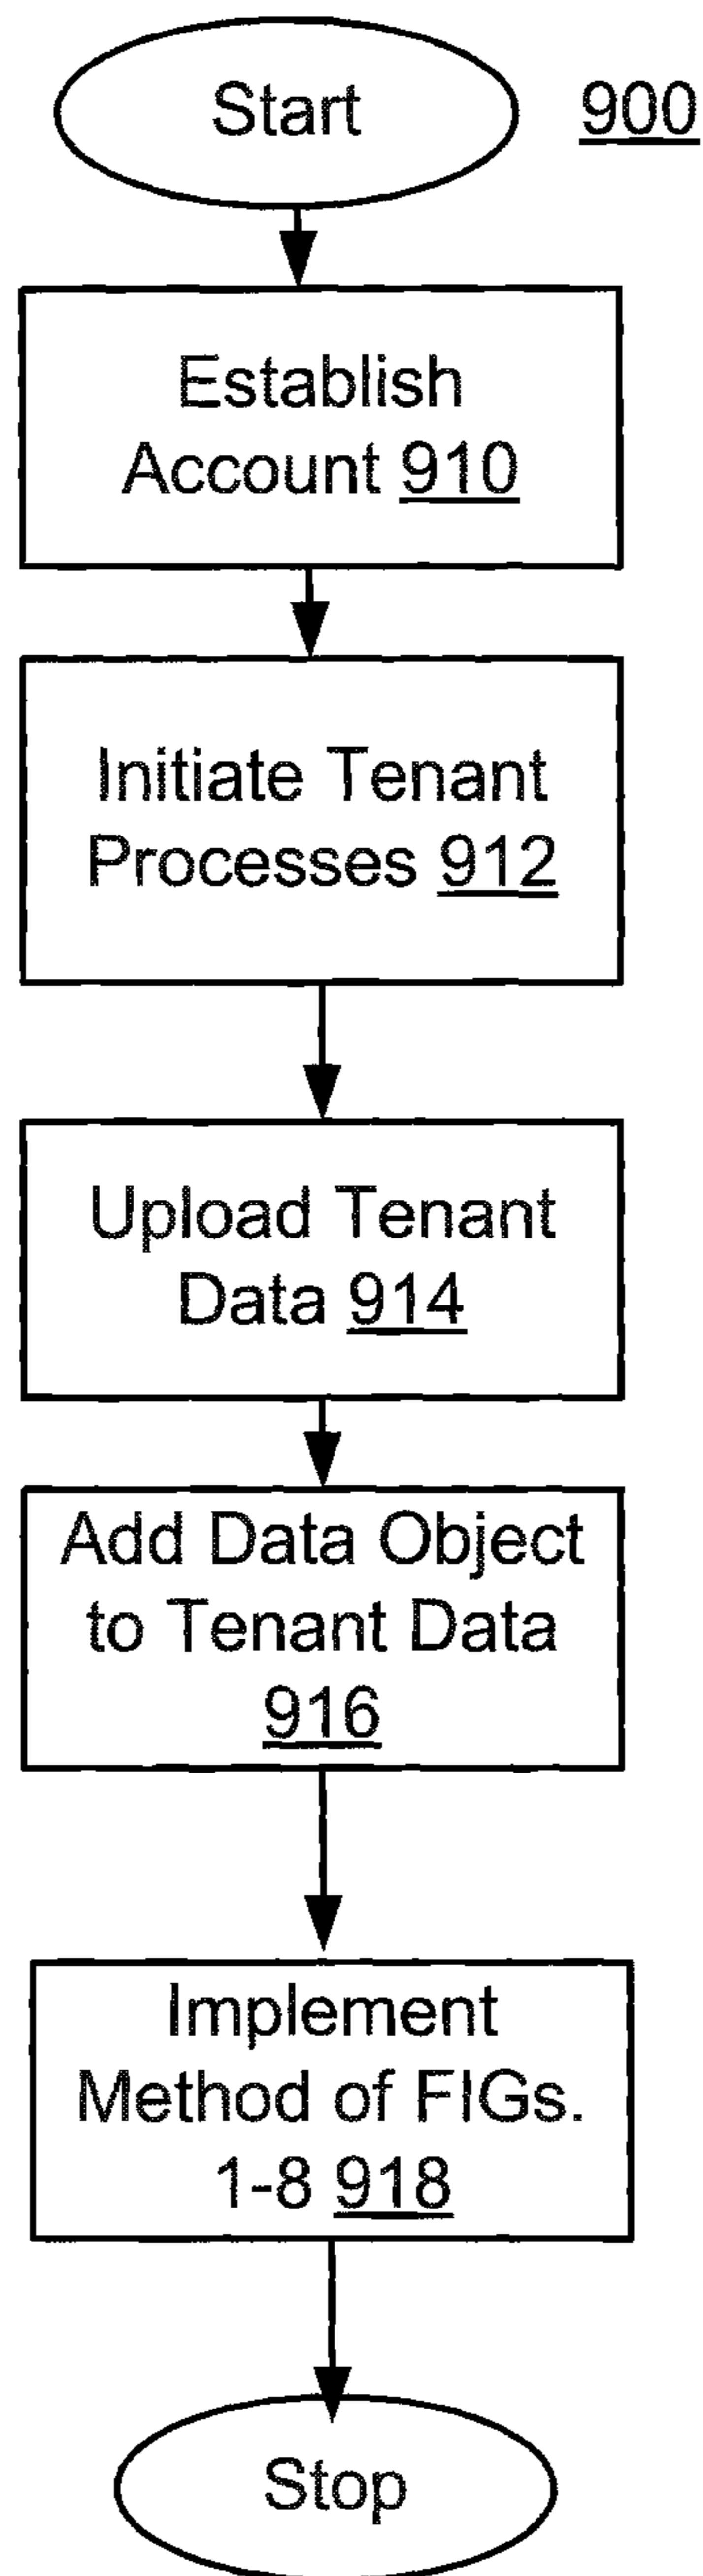 Start
900
Establish
Account 910
Initiate Tenant
Processes 912
Upload Tenant
Data 914
Add Data Object
to Tenant Data
916
Implement
Method of FIGs.
1-8 918
Stop